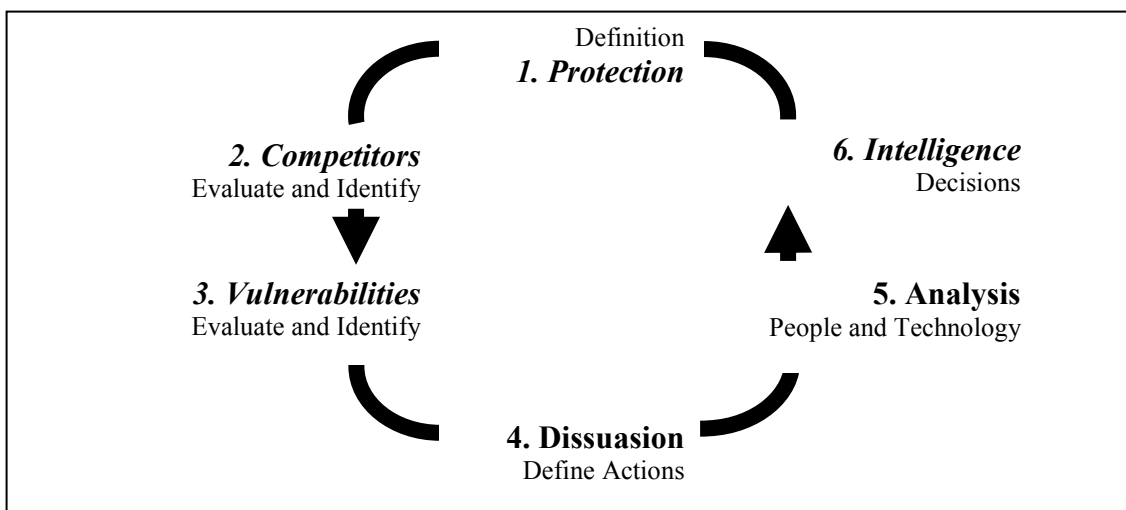 Definition
1. Protection
2. Competitors
Evaluate and Identify
3. Vulnerabilities
Evaluate and Identify
4. Dissuasion
Define Actions
5. Analysis
People and Technology
6. Intelligence
Decisions